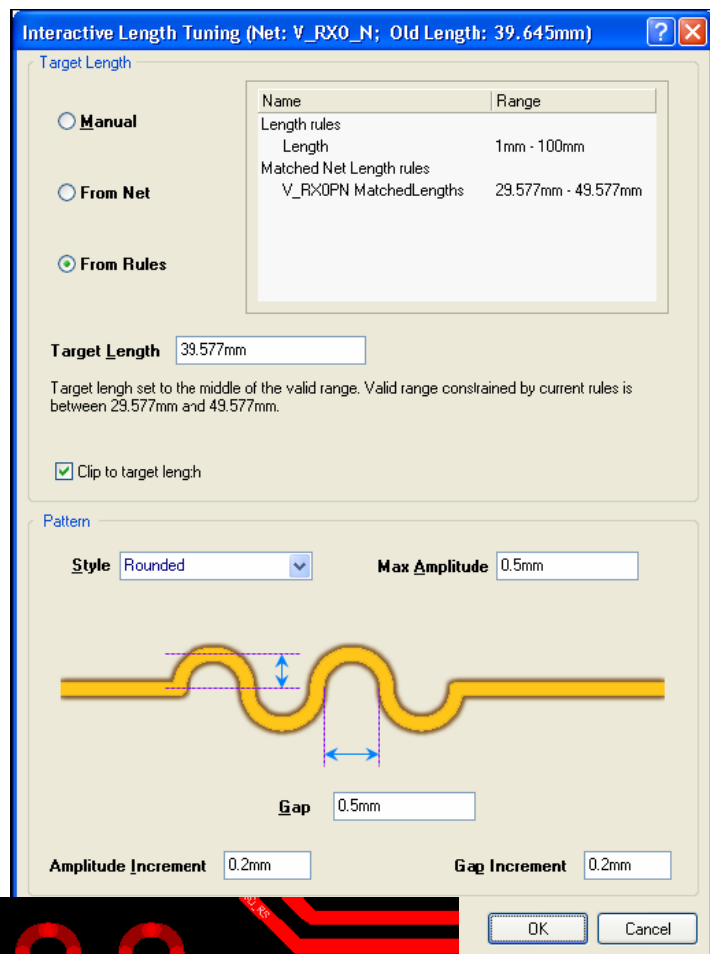 Interactive Length Tuning (Net: V_RX0_N; Old Length: 39.645mm)
Target Length
Manual
From Net
From Rules
Name Range
Length rules
Length 1mm - 100mm
Matched Net Length rules
V_RX0PN MatchedLengths 29.577mm - 49.577mm
Target Length 39.577mm
Target lengh set to the middle of the valid range. Valid range constrained by current rules is
between 29.577mm and 49.577mm.
Clip to target length
Pattern
Style Rounded Max Amplitude 0.5mm
Gap 0.5mm
Amplitude Increment 0.2mm Gap Increment 0.2mm
OK Cancel